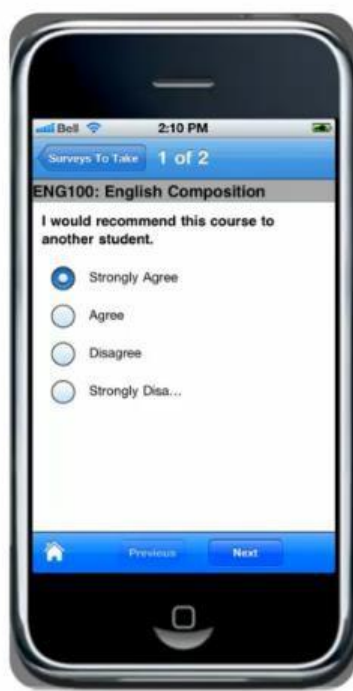 Bell 2:10 PM
Surveys To Take 1 of 2
ENG100: English Composition
I would recommend this course to
another student.
Strongly Agree
Agree
Disagree
Strongly Disa...
Previous Next